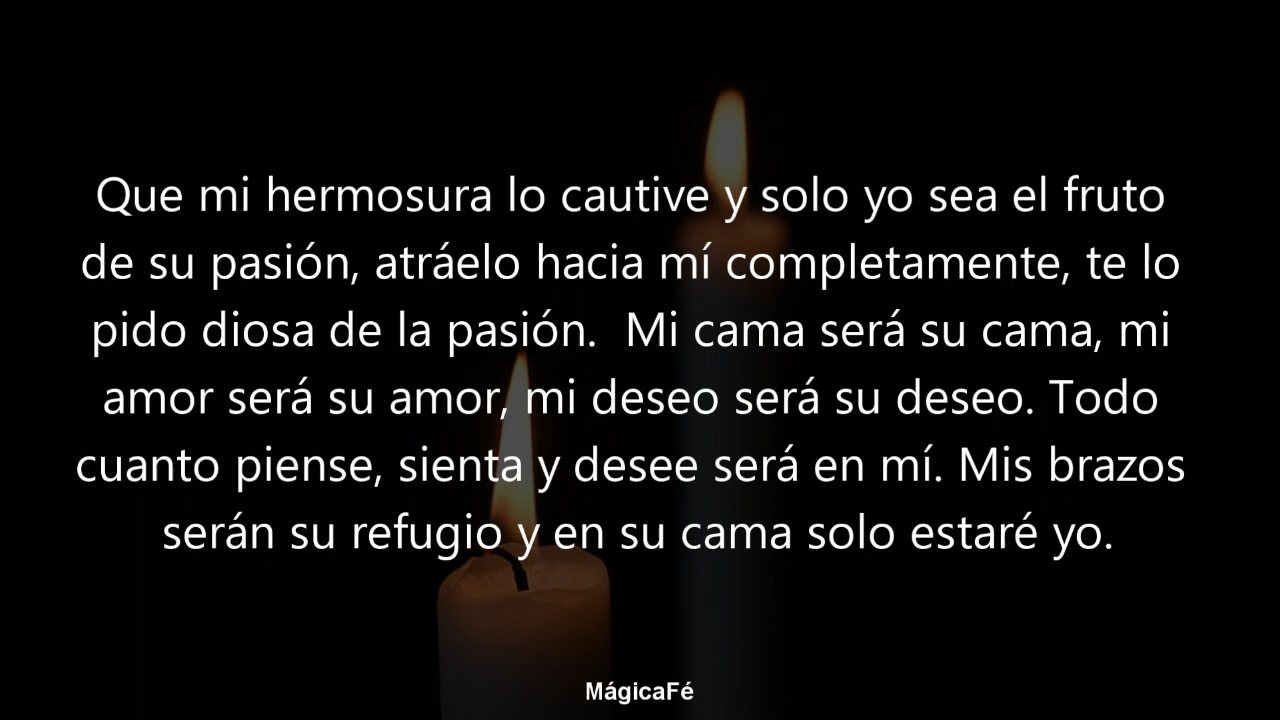 Que mi hermosura lo cautive y solo yo sea el fruto
de su pasión, atráelo hacia mí completamente, te lo
pido diosa de la pasión.  Mi cama será su cama, mi
amor será su amor, mi deseo será su deseo. Todo
cuanto piense, sienta y desee será en mí. Mis brazos
serán su refugio y en su cama solo estaré yo.
MágicaFé